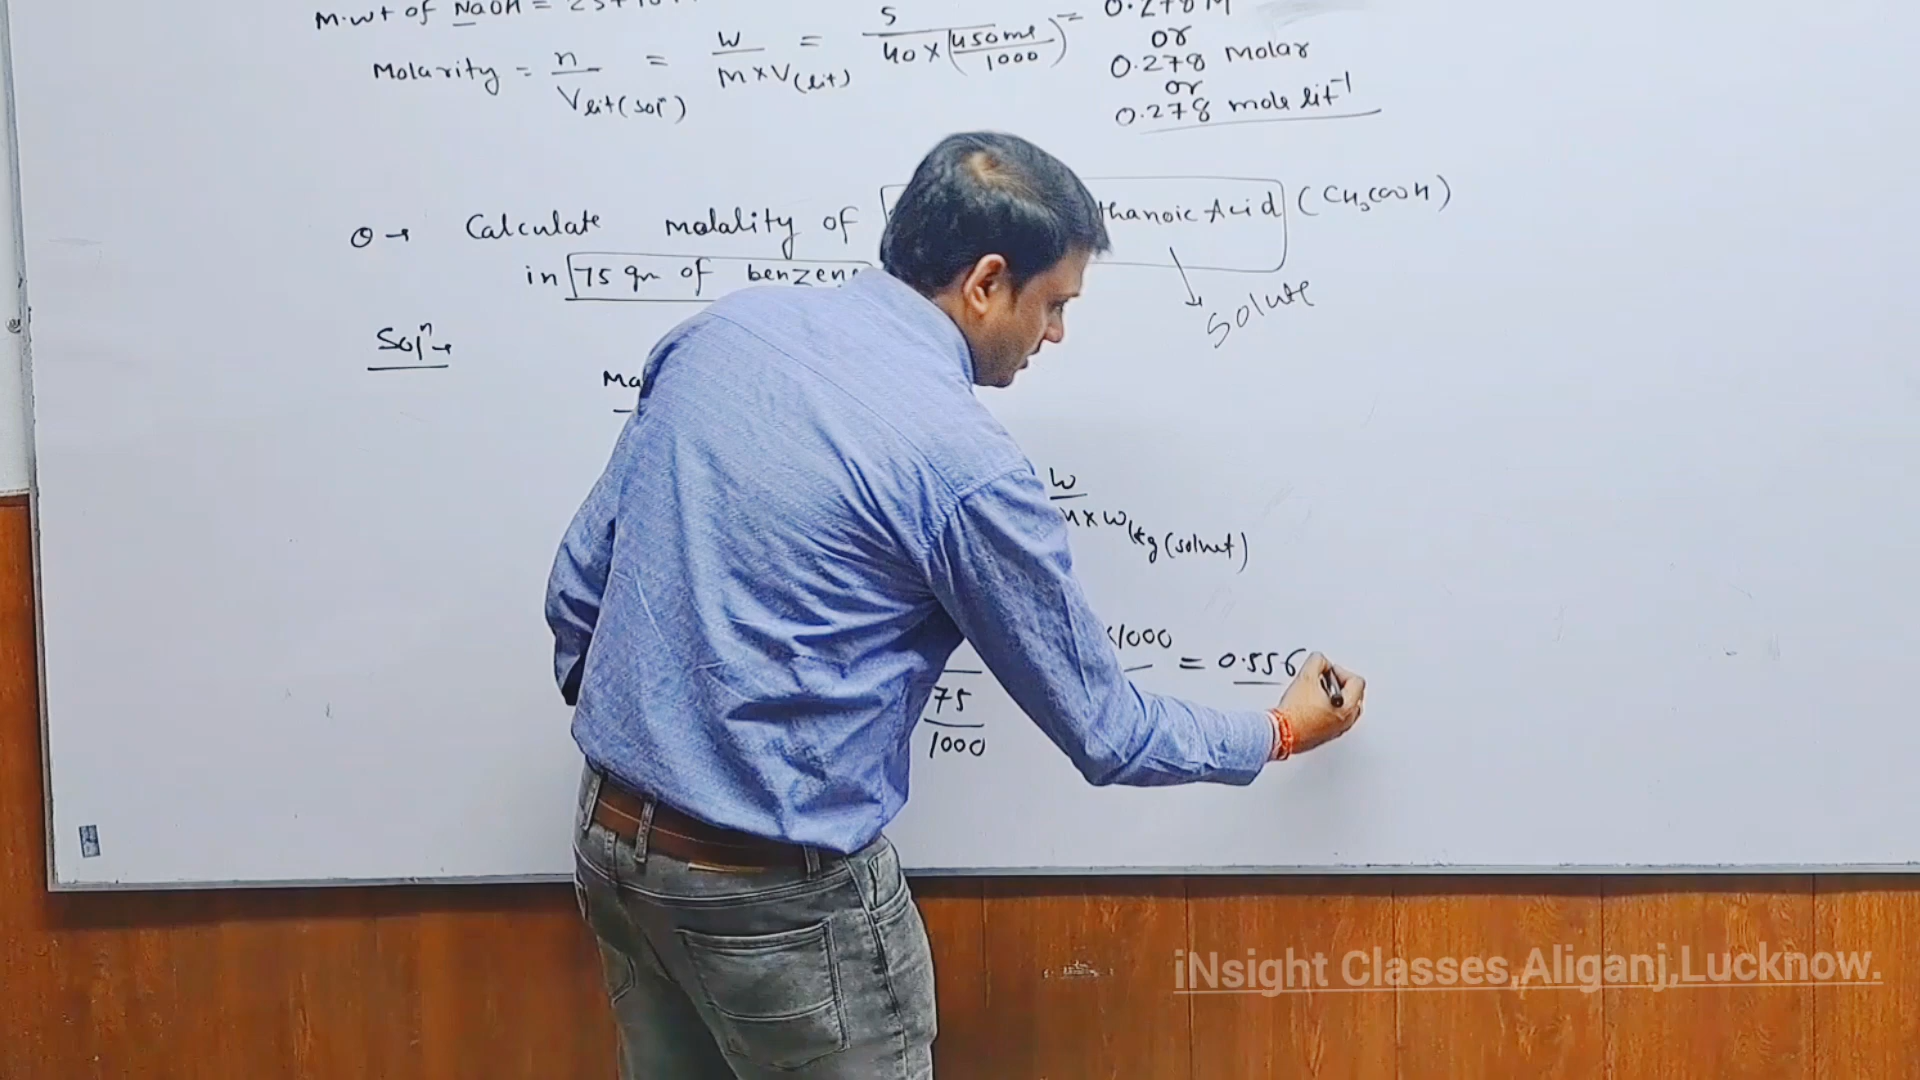 M.wt of NaOH = 23+16+
Molarity = n/V lit (solⁿ) = W/M×V(lit) = 5/40×(450ml/1000) = 0.278 M
or
0.278 Molar
or
0.278 mole lit⁻¹
Q→ Calculate molality of thanoic Acid (CH₃COOH)
in 75 gm of benzene
Solute
Solⁿ→
W
M×W kg (solvent)
×1000 = 0.556
75
1000
iNsight Classes,Aliganj,Lucknow.